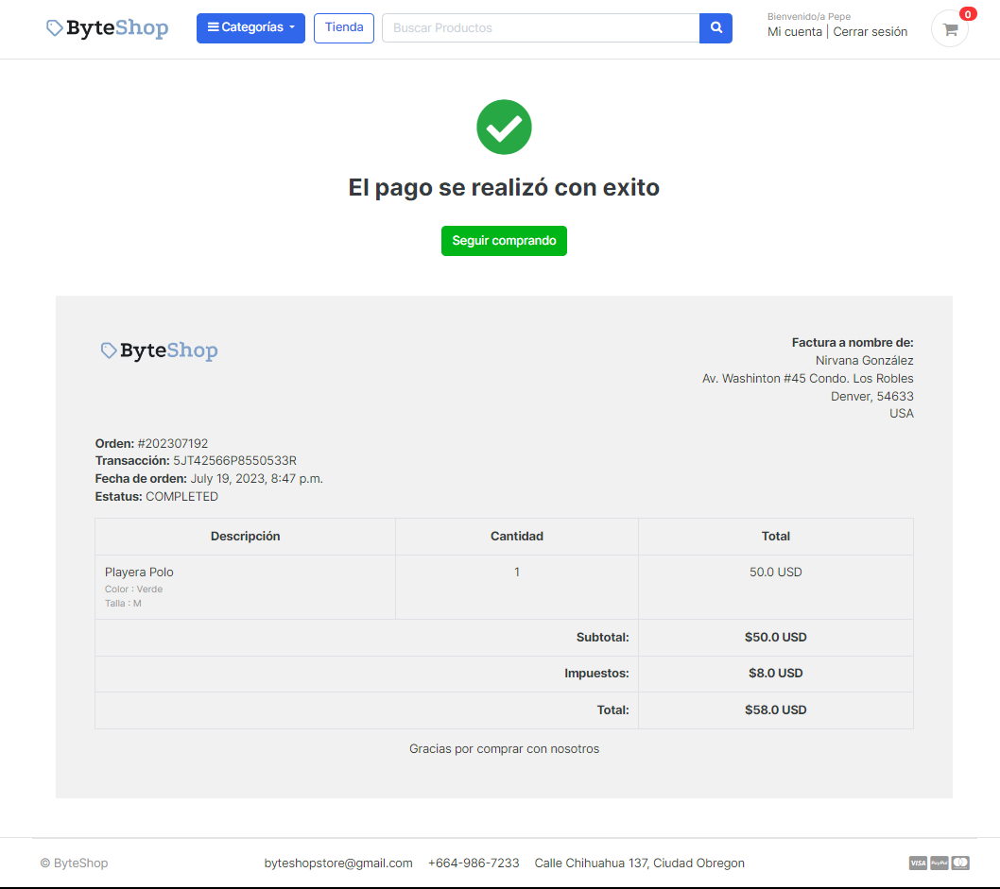 ByteShop
Categorías
Tienda
Buscar Productos
Bienvenido/a Pepe
Mi cuenta | Cerrar sesión
0
El pago se realizó con exito
Seguir comprando
ByteShop
Factura a nombre de:
Nirvana González
Av. Washinton #45 Condo. Los Robles
Denver, 54633
USA
Orden: #202307192
Transacción: 5JT42566P8550533R
Fecha de orden: July 19, 2023, 8:47 p.m.
Estatus: COMPLETED
Descripción Cantidad Total
Playera Polo 1 50.0 USD
Color : Verde
Talla : M
Subtotal: $50.0 USD
Impuestos: $8.0 USD
Total: $58.0 USD
Gracias por comprar con nosotros
© ByteShop byteshopstore@gmail.com +664-986-7233 Calle Chihuahua 137, Ciudad Obregon VISA PayPal